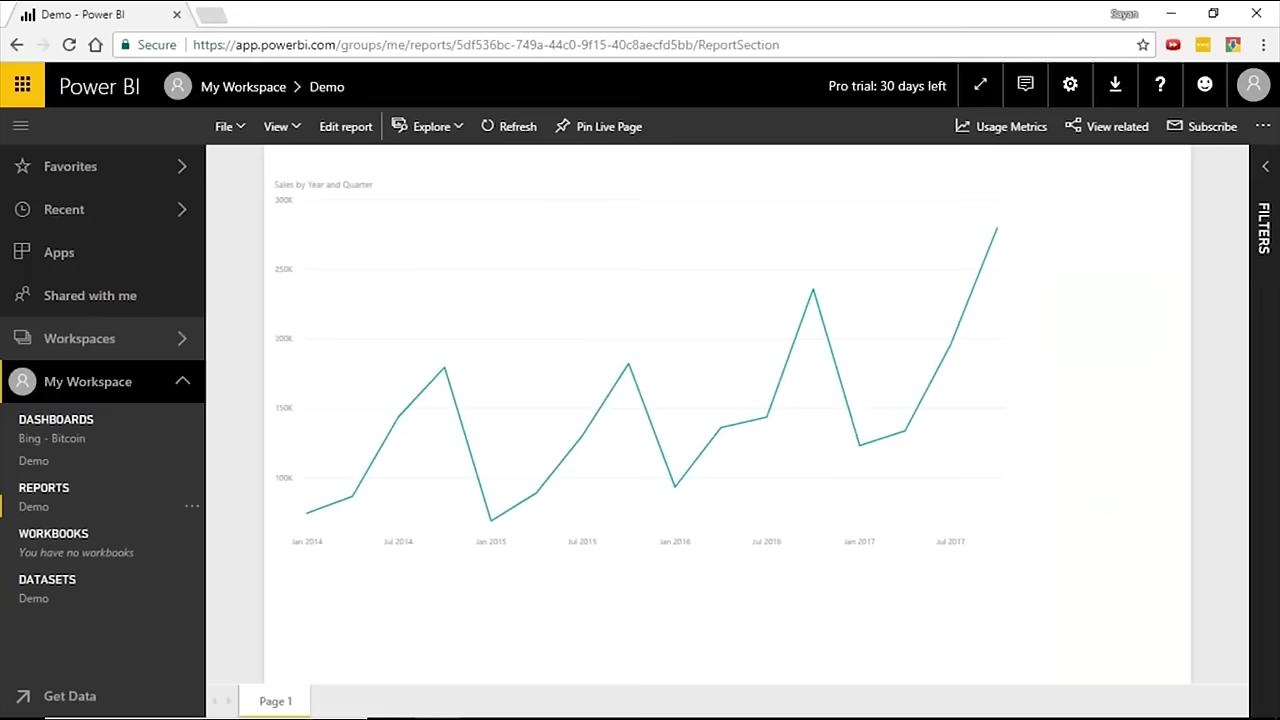 Demo - Power BI
Sayan
Secure https://app.powerbi.com/groups/me/reports/5df536bc-749a-44c0-9f15-40c8aecfd5bb/ReportSection
Power BI My Workspace > Demo Pro trial: 30 days left
File View Edit report Explore Refresh Pin Live Page Usage Metrics View related Subscribe
Favorites
Recent
Apps
Shared with me
Workspaces
My Workspace
DASHBOARDS
Bing - Bitcoin
Demo
REPORTS
Demo
WORKBOOKS
You have no workbooks
DATASETS
Demo
Get Data
Sales by Year and Quarter
300K
250K
200K
150K
100K
Jan 2014 Jul 2014 Jan 2015 Jul 2015 Jan 2016 Jul 2016 Jan 2017 Jul 2017
Page 1
FILTERS